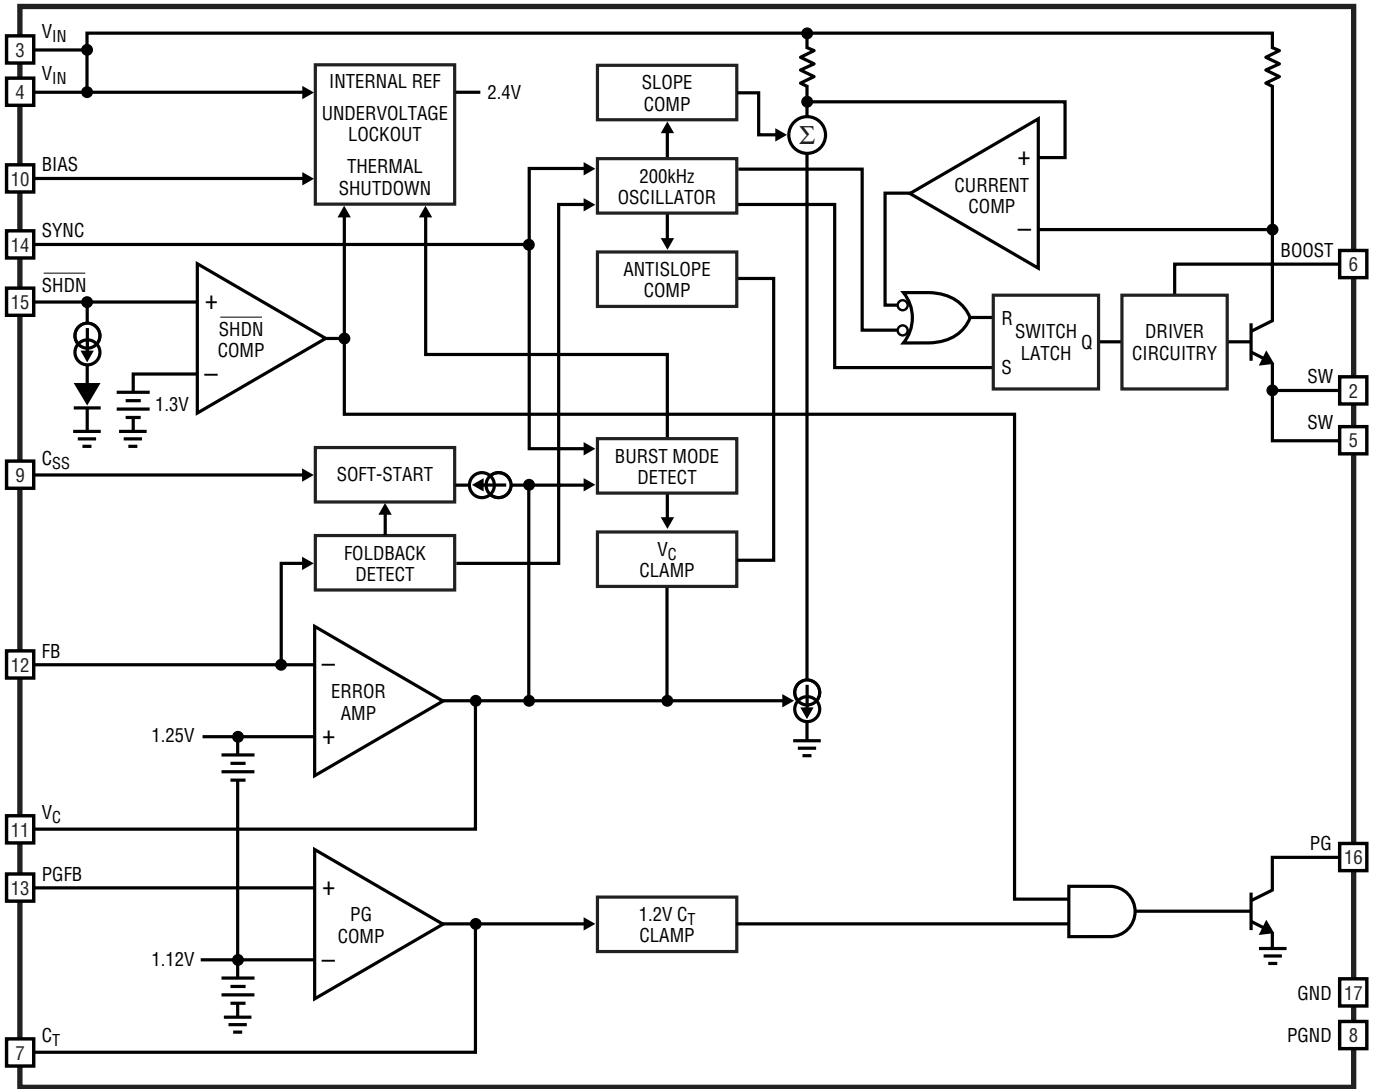 VIN
3
VIN
4
INTERNAL REF
UNDERVOLTAGE
LOCKOUT
THERMAL
SHUTDOWN
2.4V
SLOPE
COMP
Σ
BIAS
10
200kHz
OSCILLATOR
+
CURRENT
COMP
−
SYNC
14
ANTISLOPE
COMP
BOOST
6
SHDN
15
+
SHDN
COMP
−
1.3V
R
SWITCH
LATCH
Q
S
DRIVER
CIRCUITRY
SW
2
SW
5
CSS
9
SOFT-START
BURST MODE
DETECT
FOLDBACK
DETECT
VC
CLAMP
FB
12
−
ERROR
AMP
+
1.25V
VC
11
PGFB
13
+
PG
COMP
−
1.12V
1.2V CT
CLAMP
PG
16
GND
17
PGND
8
CT
7